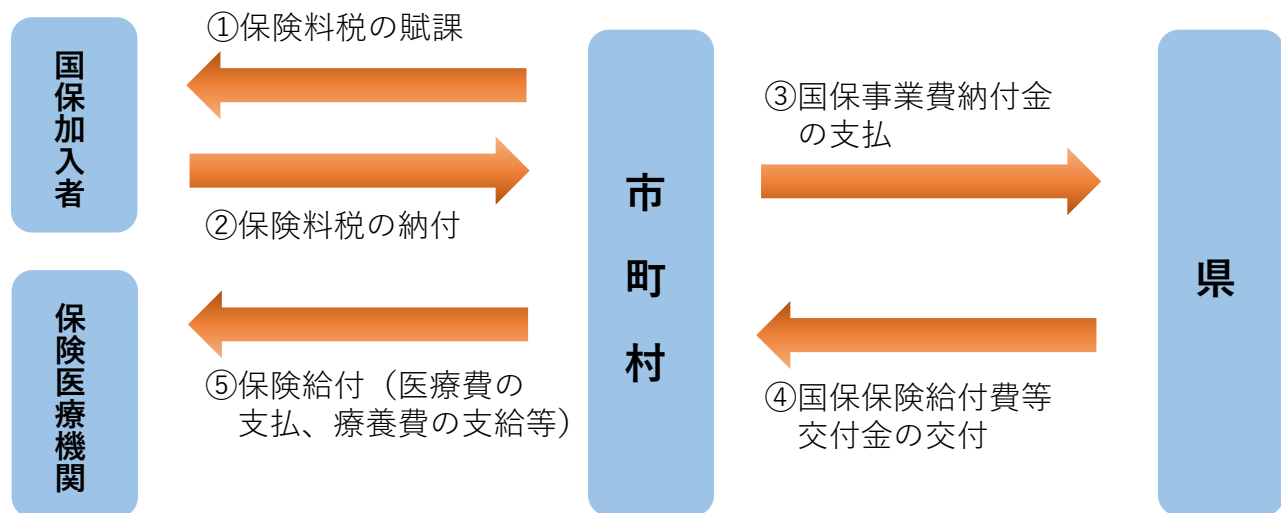 ①保険料税の賦課
国保加入者
②保険料税の納付
保険医療機関
⑤保険給付（医療費の
支払、療養費の支給等）
市町村
③国保事業費納付金
の支払
④国保保険給付費等
交付金の交付
県